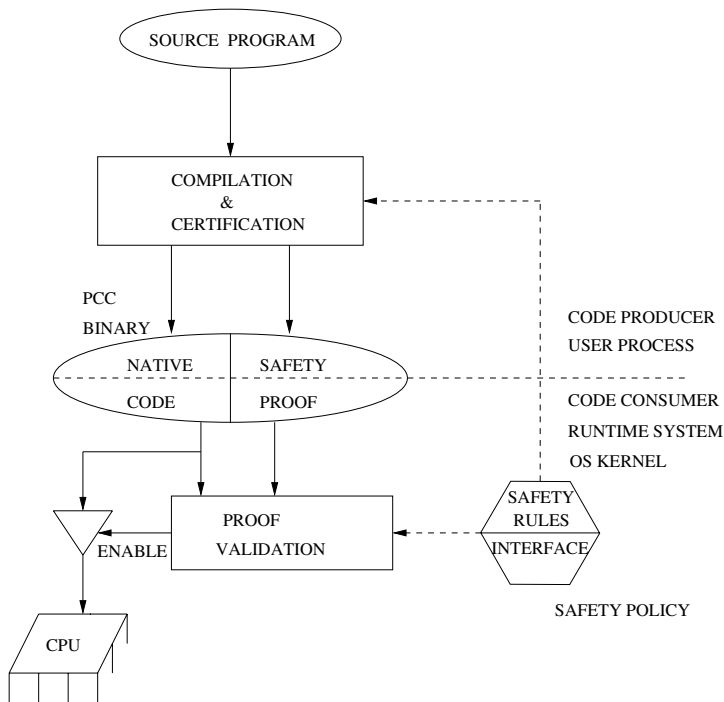 SOURCE PROGRAM
COMPILATION
&
CERTIFICATION
PCC
BINARY
CODE PRODUCER
USER PROCESS
NATIVE
SAFETY
CODE
PROOF
CODE CONSUMER
RUNTIME SYSTEM
OS KERNEL
SAFETY
RULES
INTERFACE
PROOF
VALIDATION
ENABLE
SAFETY POLICY
CPU